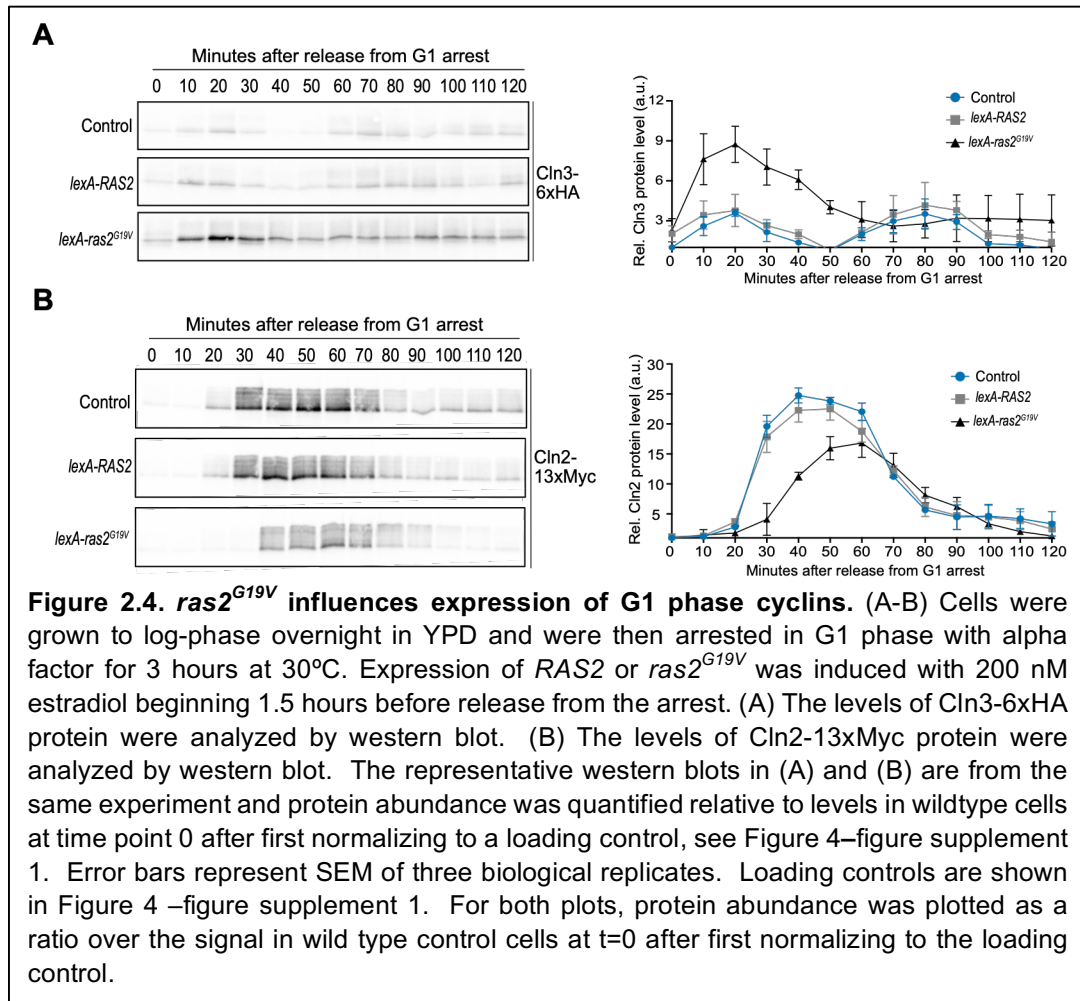 A
Minutes after release from G1 arrest
0 10 20 30 40 50 60 70 80 90 100 110 120
Control
lexA-RAS2
lexA-ras2^G19V
Cln3-
6xHA
Rel. Cln3 protein level (a.u.)
12
9
6
3
0 10 20 30 40 50 60 70 80 90 100 110 120
Minutes after release from G1 arrest
Control
lexA-RAS2
lexA-ras2^G19V
B
Minutes after release from G1 arrest
0 10 20 30 40 50 60 70 80 90 100 110 120
Control
lexA-RAS2
lexA-ras2^G19V
Cln2-
13xMyc
Rel. Cln2 protein level (a.u.)
30
25
20
15
10
5
0 10 20 30 40 50 60 70 80 90 100 110 120
Minutes after release from G1 arrest
Control
lexA-RAS2
lexA-ras2^G19V
Figure 2.4. ras2^G19V influences expression of G1 phase cyclins. (A-B) Cells were
grown to log-phase overnight in YPD and were then arrested in G1 phase with alpha
factor for 3 hours at 30ºC. Expression of RAS2 or ras2^G19V was induced with 200 nM
estradiol beginning 1.5 hours before release from the arrest. (A) The levels of Cln3-6xHA
protein were analyzed by western blot. (B) The levels of Cln2-13xMyc protein were
analyzed by western blot. The representative western blots in (A) and (B) are from the
same experiment and protein abundance was quantified relative to levels in wildtype cells
at time point 0 after first normalizing to a loading control, see Figure 4–figure supplement
1. Error bars represent SEM of three biological replicates. Loading controls are shown
in Figure 4 –figure supplement 1. For both plots, protein abundance was plotted as a
ratio over the signal in wild type control cells at t=0 after first normalizing to the loading
control.